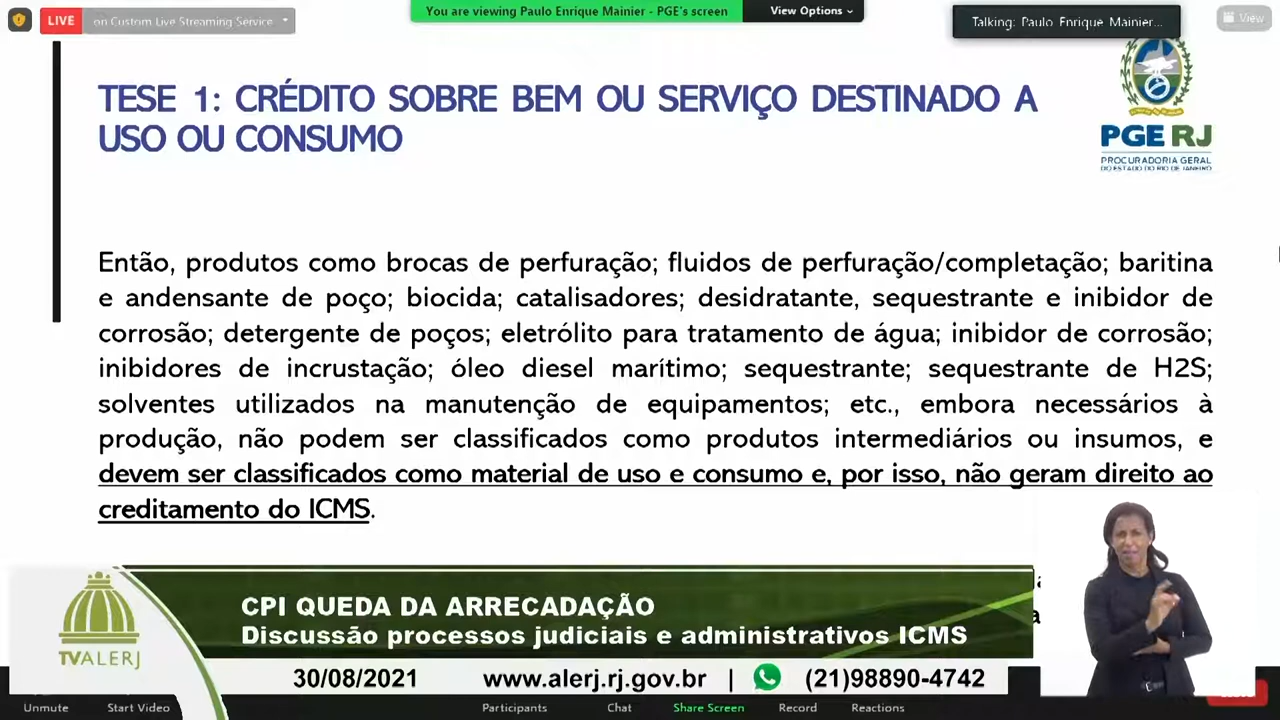 LIVE on Custom Live Streaming Service
You are viewing Paulo Enrique Mainier - PGE's screen
View Options
Talking: Paulo Enrique Mainier...
View
TESE 1: CRÉDITO SOBRE BEM OU SERVIÇO DESTINADO A
USO OU CONSUMO
PGE RJ
PROCURADORIA GERAL
DO ESTADO DO RIO DE JANEIRO
Então, produtos como brocas de perfuração; fluidos de perfuração/completação; baritina
e andensante de poço; biocida; catalisadores; desidratante, sequestrante e inibidor de
corrosão; detergente de poços; eletrólito para tratamento de água; inibidor de corrosão;
inibidores de incrustação; óleo diesel marítimo; sequestrante; sequestrante de H2S;
solventes utilizados na manutenção de equipamentos; etc., embora necessários à
produção, não podem ser classificados como produtos intermediários ou insumos, e
devem ser classificados como material de uso e consumo e, por isso, não geram direito ao
creditamento do ICMS.
CPI QUEDA DA ARRECADAÇÃO
Discussão processos judiciais e administrativos ICMS
TVALERJ
30/08/2021 www.alerj.rj.gov.br | (21)98890-4742
Unmute Start Video Participants Chat Share Screen Record Reactions